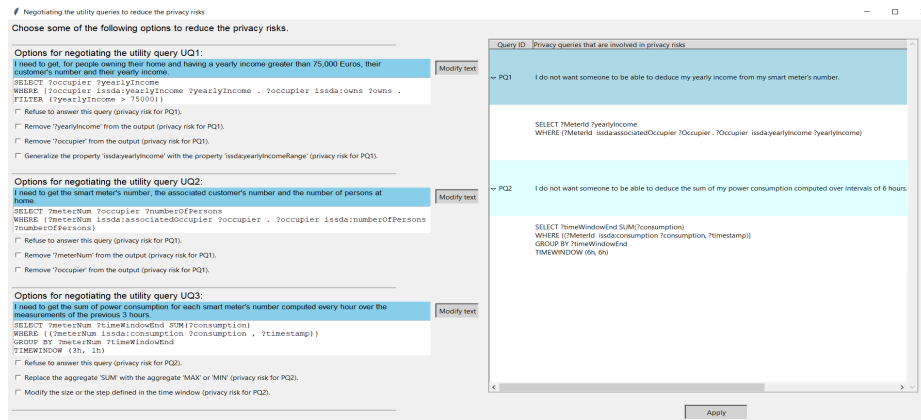 Negotiating the utility queries to reduce the privacy risks
Choose some of the following options to reduce the privacy risks.
Options for negotiating the utility query UQ1:
I need to get, for people owning their home and having a yearly income greater than 75,000 Euros, their
customer's number and their yearly income.
Modify text
SELECT ?occupier ?yearlyIncome
WHERE {?occupier issda:yearlyIncome ?yearlyIncome . ?occupier issda:owns ?owns .
FILTER (?yearlyIncome > 75000)}
Refuse to answer this query (privacy risk for PQ1).
Remove '?yearlyIncome' from the output (privacy risk for PQ1).
Remove '?occupier' from the output (privacy risk for PQ1).
Generalize the property 'issda:yearlyIncome' with the property 'issda:yearlyIncomeRange' (privacy risk for PQ1).
Options for negotiating the utility query UQ2:
I need to get the smart meter's number, the associated customer's number and the number of persons at
home.
Modify text
SELECT ?meterNum ?occupier ?numberOfPersons
WHERE {?meterNum issda:associatedOccupier ?occupier . ?occupier issda:numberOfPersons
?numberOfPersons}
Refuse to answer this query (privacy risk for PQ1).
Remove '?meterNum' from the output (privacy risk for PQ1).
Remove '?occupier' from the output (privacy risk for PQ1).
Options for negotiating the utility query UQ3:
I need to get the sum of power consumption for each smart meter's number computed every hour over the
measurements of the previous 3 hours.
Modify text
SELECT ?meterNum ?timeWindowEnd SUM(?consumption)
WHERE {(?meterNum issda:consumption ?consumption , ?timestamp)}
GROUP BY ?meterNum ?timeWindowEnd
TIMEWINDOW (3h, 1h)
Refuse to answer this query (privacy risk for PQ2).
Replace the aggregate 'SUM' with the aggregate 'MAX' or 'MIN' (privacy risk for PQ2).
Modify the size or the step defined in the time window (privacy risk for PQ2).
Query ID Privacy queries that are involved in privacy risks
PQ1 I do not want someone to be able to deduce my yearly income from my smart meter's number.
SELECT ?MeterId ?yearlyIncome
WHERE {?MeterId issda:associatedOccupier ?Occupier . ?Occupier issda:yearlyIncome ?yearlyIncome}
PQ2 I do not want someone to be able to deduce the sum of my power consumption computed over intervals of 6 hours.
SELECT ?timeWindowEnd SUM(?consumption)
WHERE {(?MeterId issda:consumption ?consumption, ?timestamp)}
GROUP BY ?timeWindowEnd
TIMEWINDOW (6h, 6h)
Apply